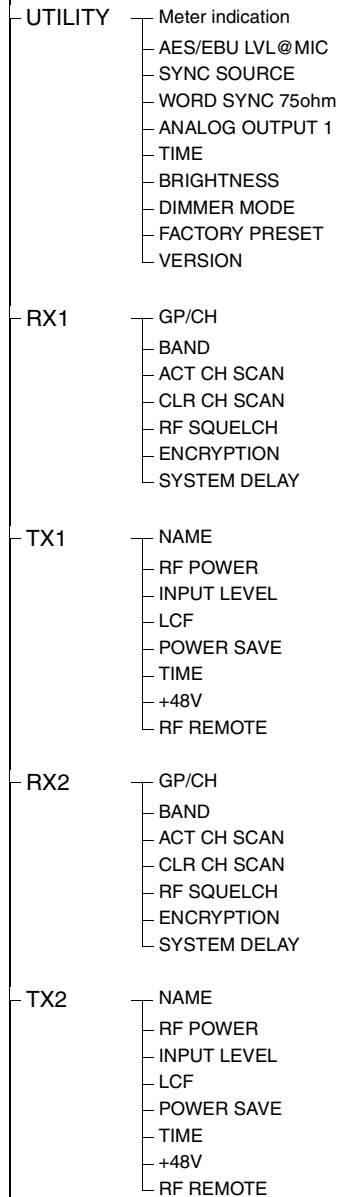 UTILITY Meter indication
AES/EBU LVL@MIC
SYNC SOURCE
WORD SYNC 75ohm
ANALOG OUTPUT 1
TIME
BRIGHTNESS
DIMMER MODE
FACTORY PRESET
VERSION
RX1 GP/CH
BAND
ACT CH SCAN
CLR CH SCAN
RF SQUELCH
ENCRYPTION
SYSTEM DELAY
TX1 NAME
RF POWER
INPUT LEVEL
LCF
POWER SAVE
TIME
+48V
RF REMOTE
RX2 GP/CH
BAND
ACT CH SCAN
CLR CH SCAN
RF SQUELCH
ENCRYPTION
SYSTEM DELAY
TX2 NAME
RF POWER
INPUT LEVEL
LCF
POWER SAVE
TIME
+48V
RF REMOTE